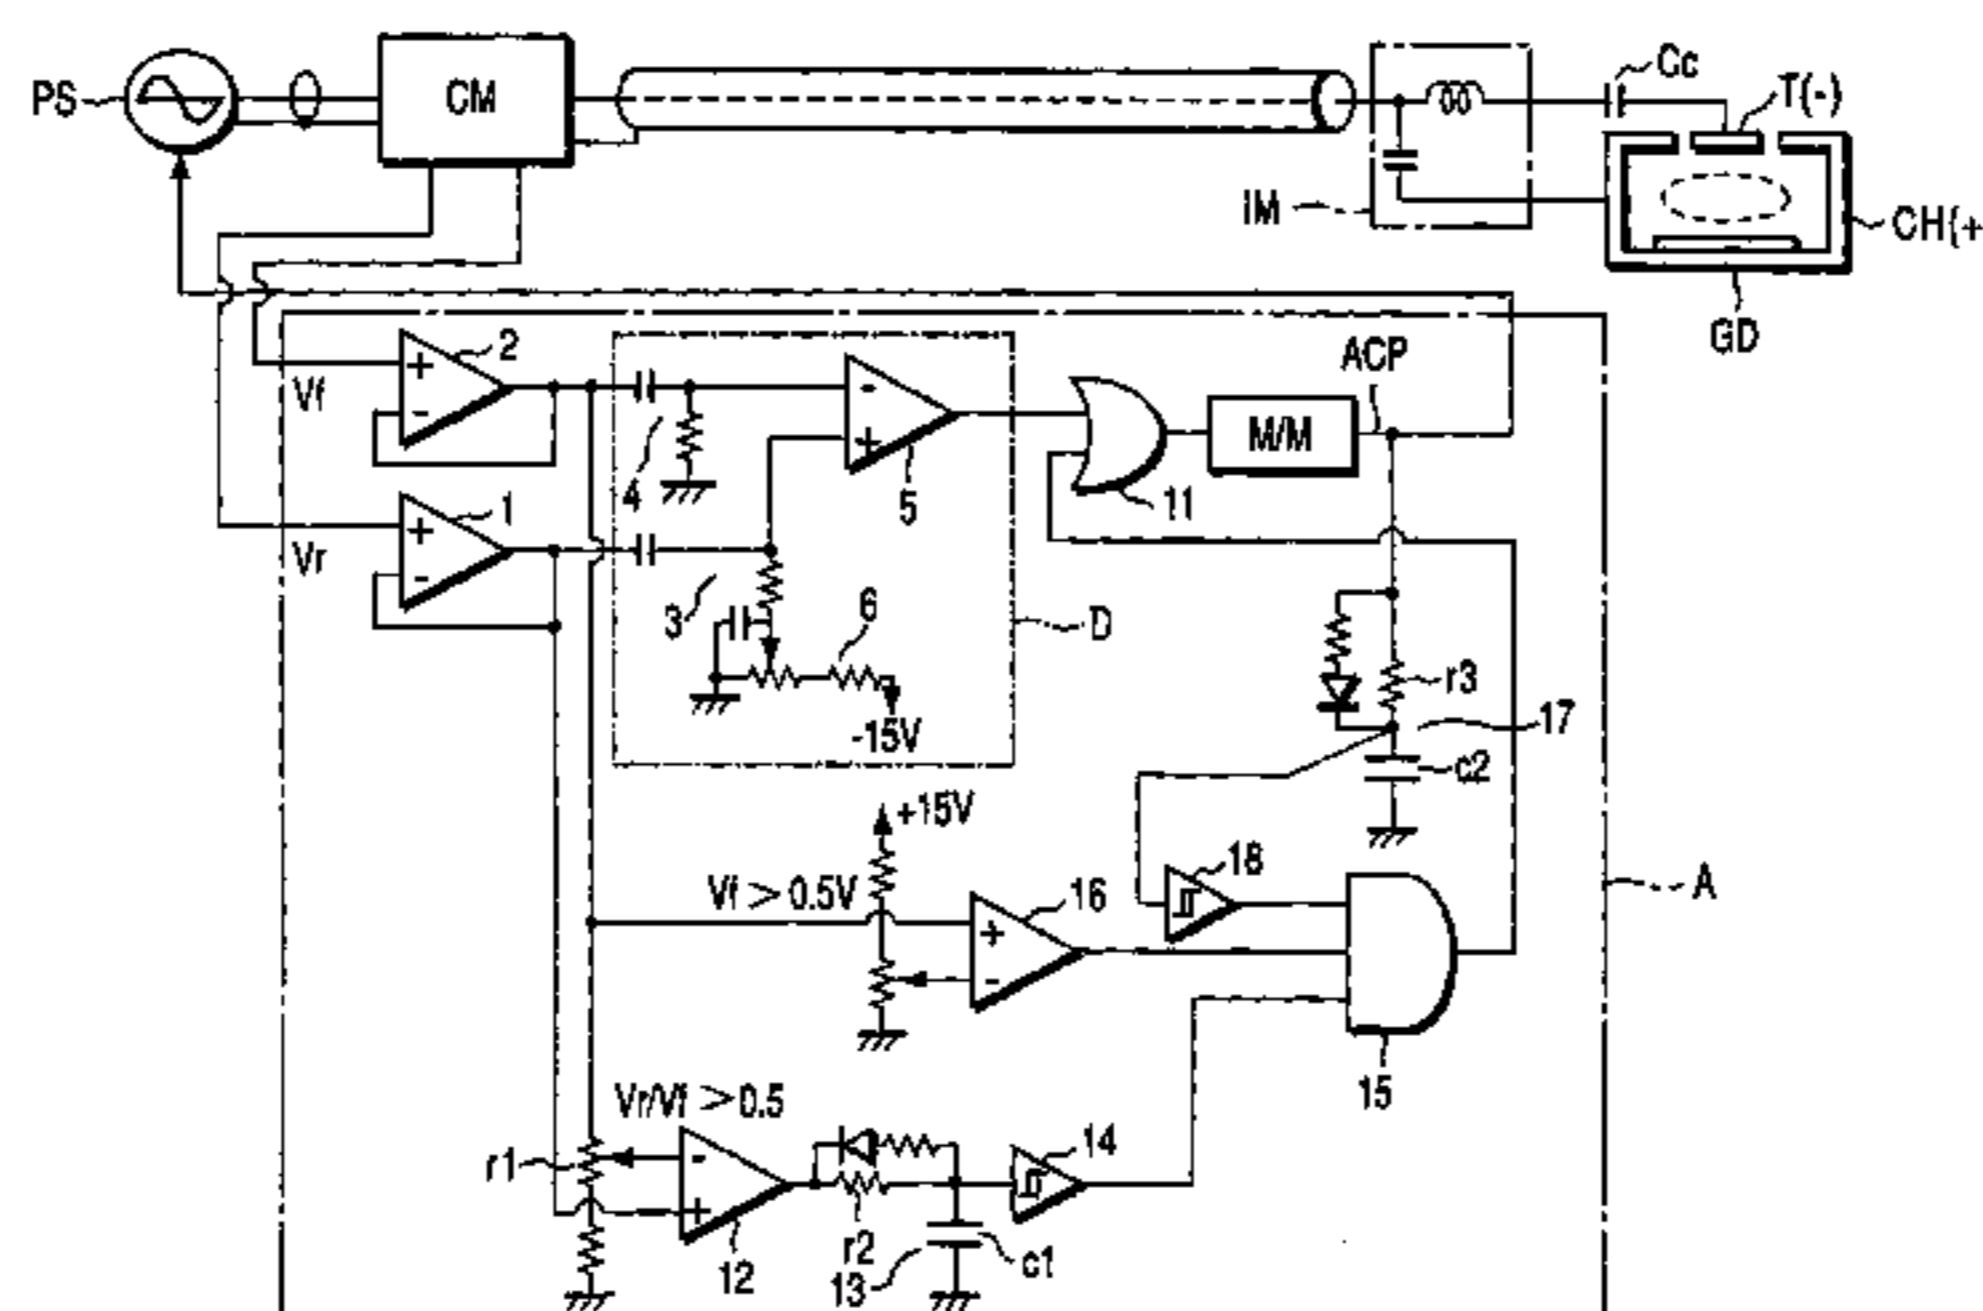 PS
CM
Cc
T(-)
IM
CH(+
GD
2
Vf
ACP
M/M
4
5
11
1
Vr
3
6
D
-15V
r3
17
c2
+15V
18
Vf > 0.5V
16
A
15
Vr/Vf > 0.5
r1
14
12
r2
13
c1
+
-
+
-
-
+
+
-
-
+